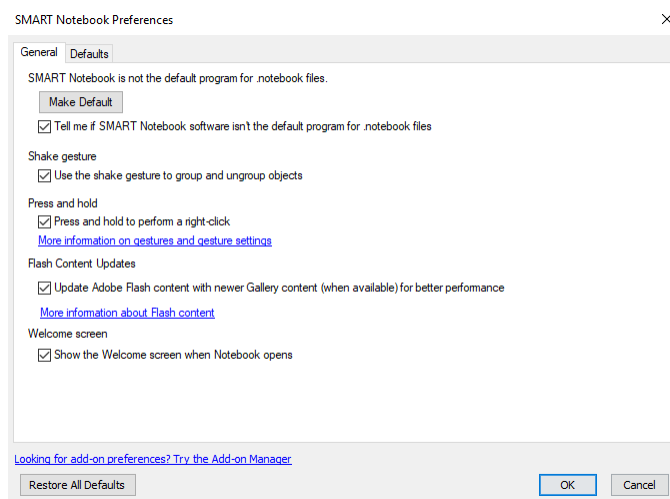 SMART Notebook Preferences
General
Defaults
SMART Notebook is not the default program for .notebook files.
Make Default
Tell me if SMART Notebook software isn't the default program for .notebook files
Shake gesture
Use the shake gesture to group and ungroup objects
Press and hold
Press and hold to perform a right-click
More information on gestures and gesture settings
Flash Content Updates
Update Adobe Flash content with newer Gallery content (when available) for better performance
More information about Flash content
Welcome screen
Show the Welcome screen when Notebook opens
Looking for add-on preferences? Try the Add-on Manager
Restore All Defaults
OK
Cancel